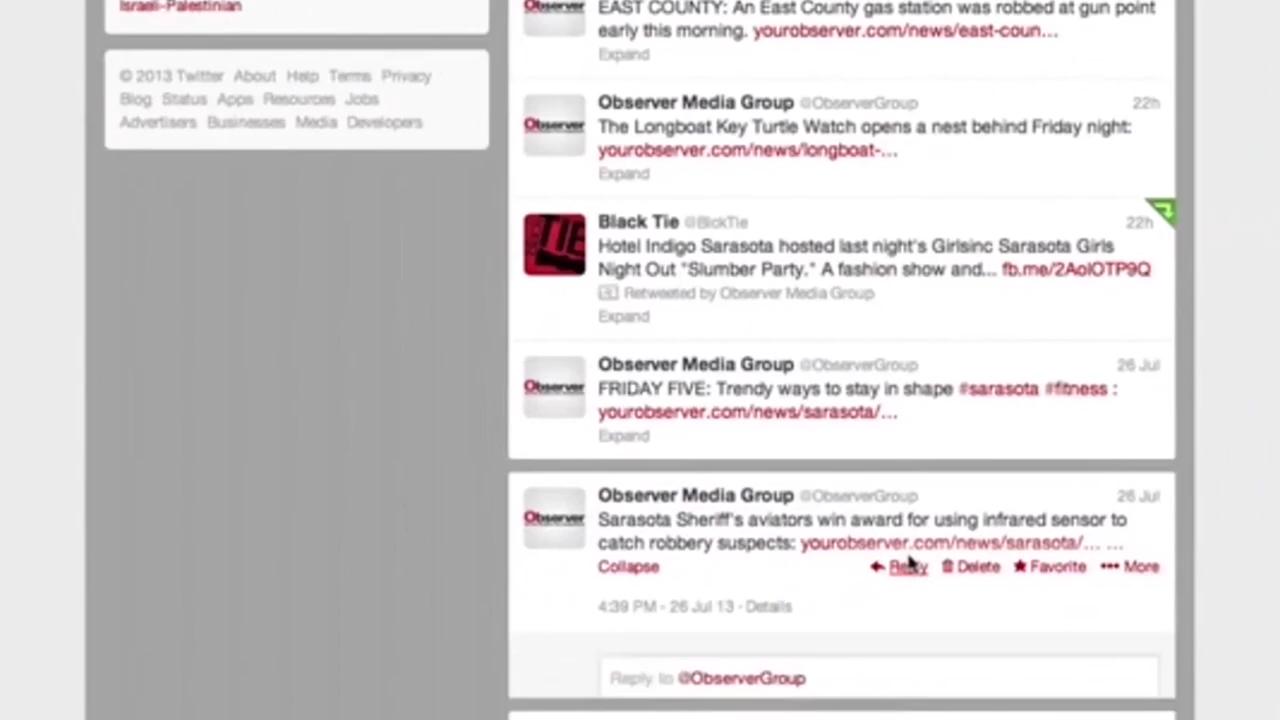 Israeli-Palestinian
© 2013 Twitter About Help Terms Privacy
Blog Status Apps Resources Jobs
Advertisers Businesses Media Developers
Observer
EAST COUNTY: An East County gas station was robbed at gun point
early this morning. yourobserver.com/news/east-coun...
Expand
Observer
Observer Media Group @ObserverGroup 22h
The Longboat Key Turtle Watch opens a nest behind Friday night:
yourobserver.com/news/longboat-...
Expand
TIE
Black Tie @BlckTie 22h
Hotel Indigo Sarasota hosted last night's Girlsinc Sarasota Girls
Night Out "Slumber Party." A fashion show and... fb.me/2AolOTP9Q
Retweeted by Observer Media Group
Expand
Observer
Observer Media Group @ObserverGroup 26 Jul
FRIDAY FIVE: Trendy ways to stay in shape #sarasota #fitness :
yourobserver.com/news/sarasota/...
Expand
Observer
Observer Media Group @ObserverGroup 26 Jul
Sarasota Sheriff's aviators win award for using infrared sensor to
catch robbery suspects: yourobserver.com/news/sarasota/... ...
Collapse Reply Delete Favorite More
4:39 PM - 26 Jul 13 · Details
Reply to @ObserverGroup